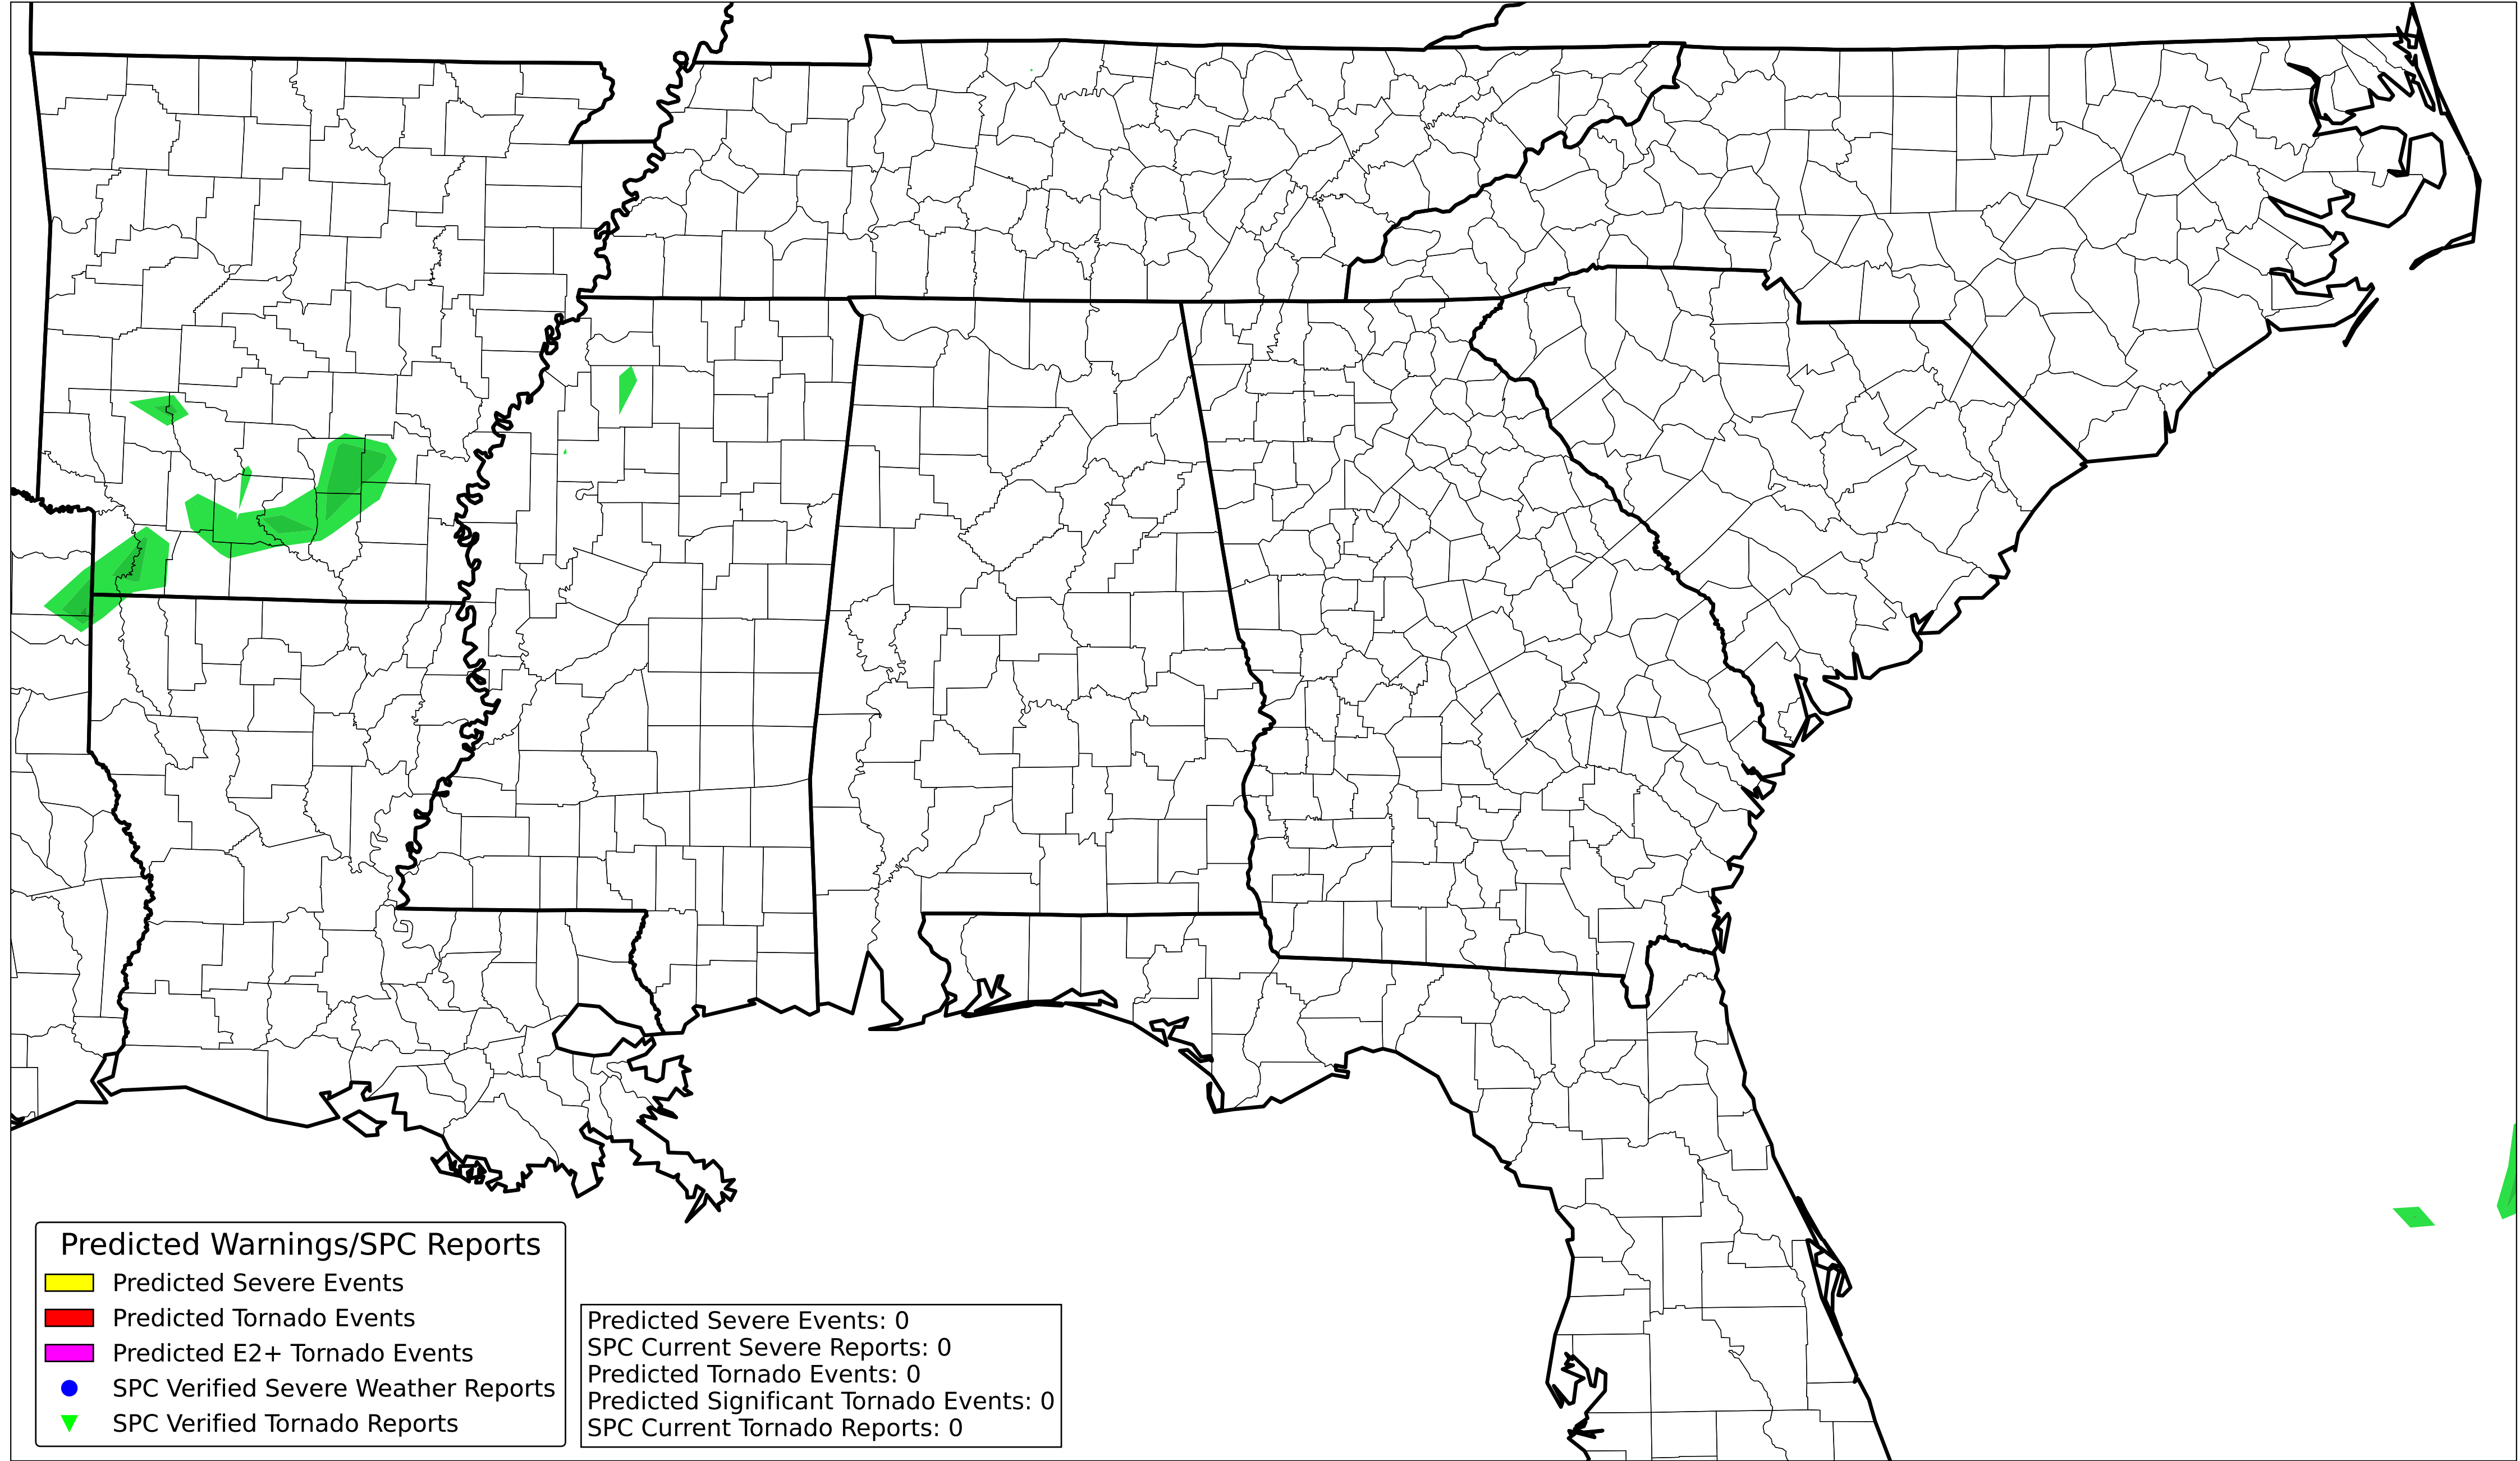 Predicted Warnings/SPC Reports
Predicted Severe Events
Predicted Tornado Events
Predicted E2+ Tornado Events
SPC Verified Severe Weather Reports
SPC Verified Tornado Reports
Predicted Severe Events: 0
SPC Current Severe Reports: 0
Predicted Tornado Events: 0
Predicted Significant Tornado Events: 0
SPC Current Tornado Reports: 0